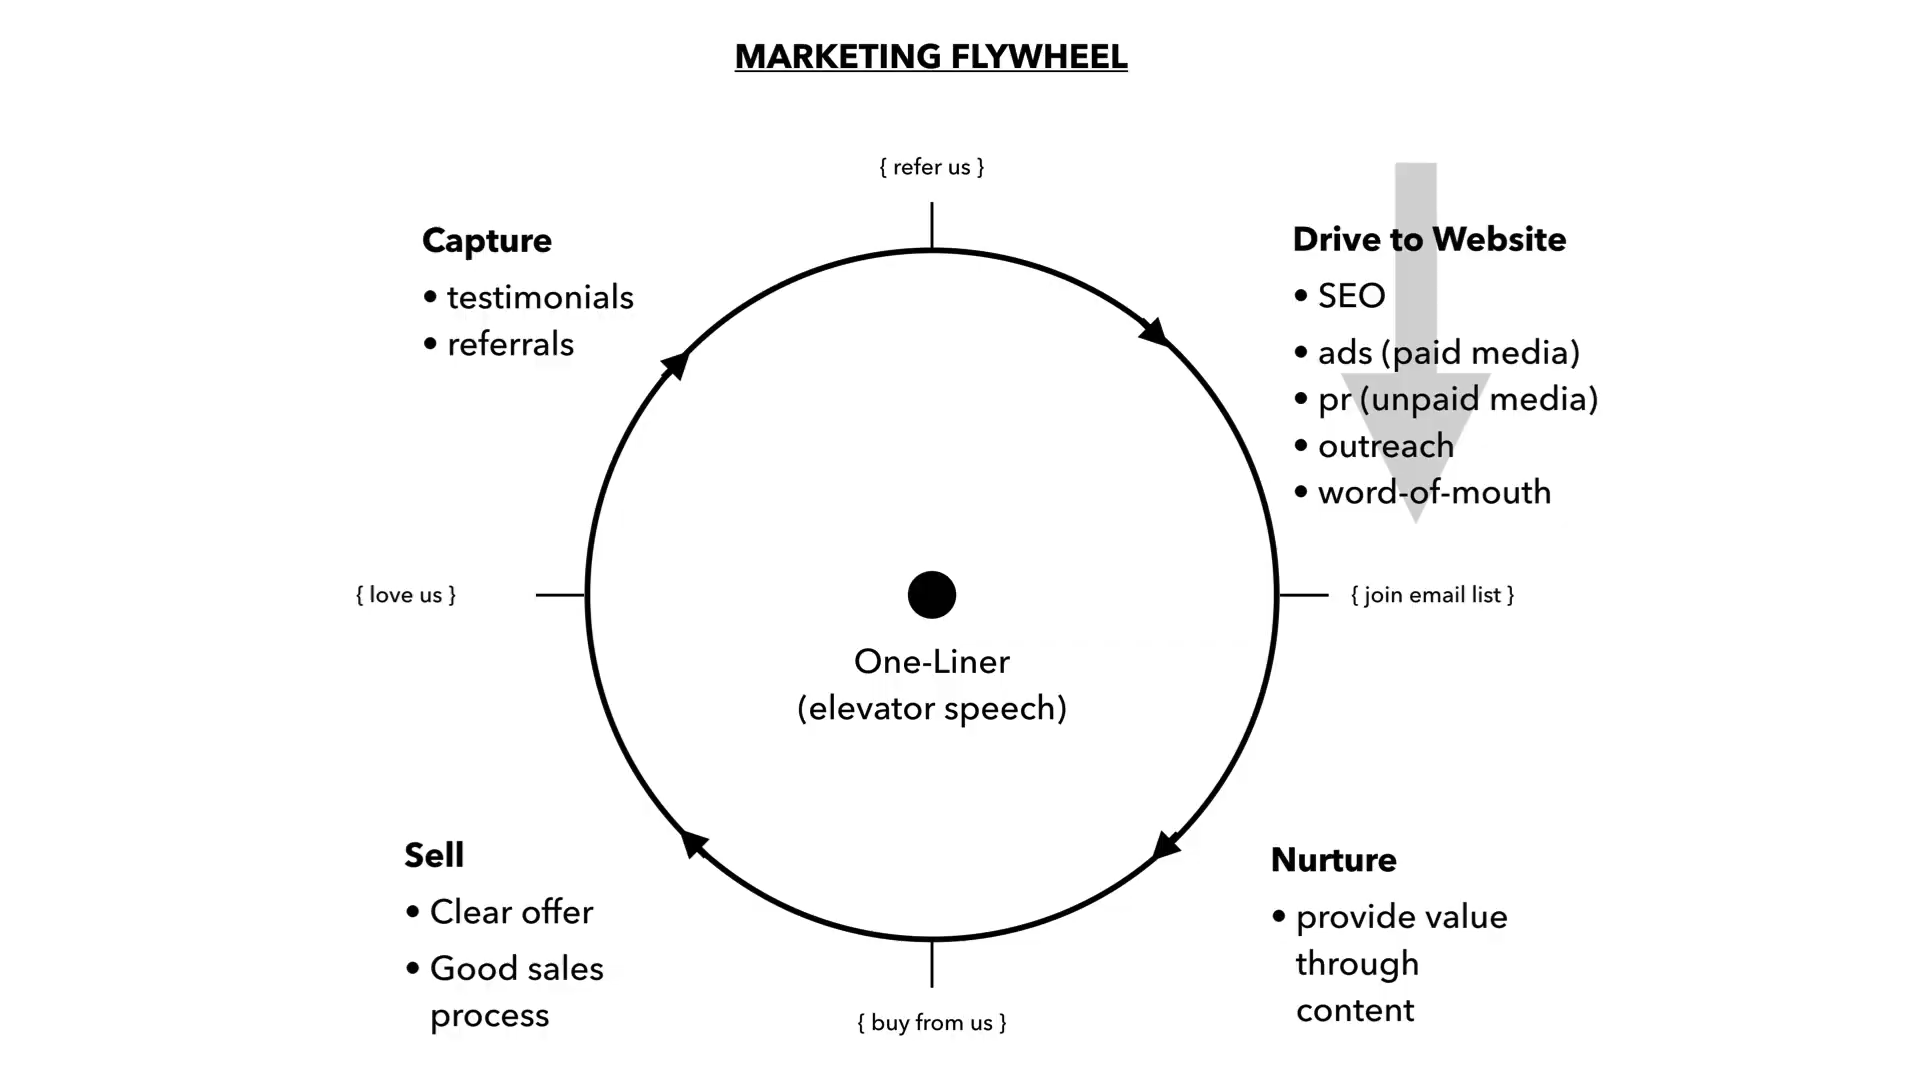 MARKETING FLYWHEEL
{ refer us }
Capture
• testimonials
• referrals
Drive to Website
• SEO
• ads (paid media)
• pr (unpaid media)
• outreach
• word-of-mouth
{ love us }
{ join email list }
One-Liner
(elevator speech)
Sell
• Clear offer
• Good sales
process
Nurture
• provide value
through
content
{ buy from us }